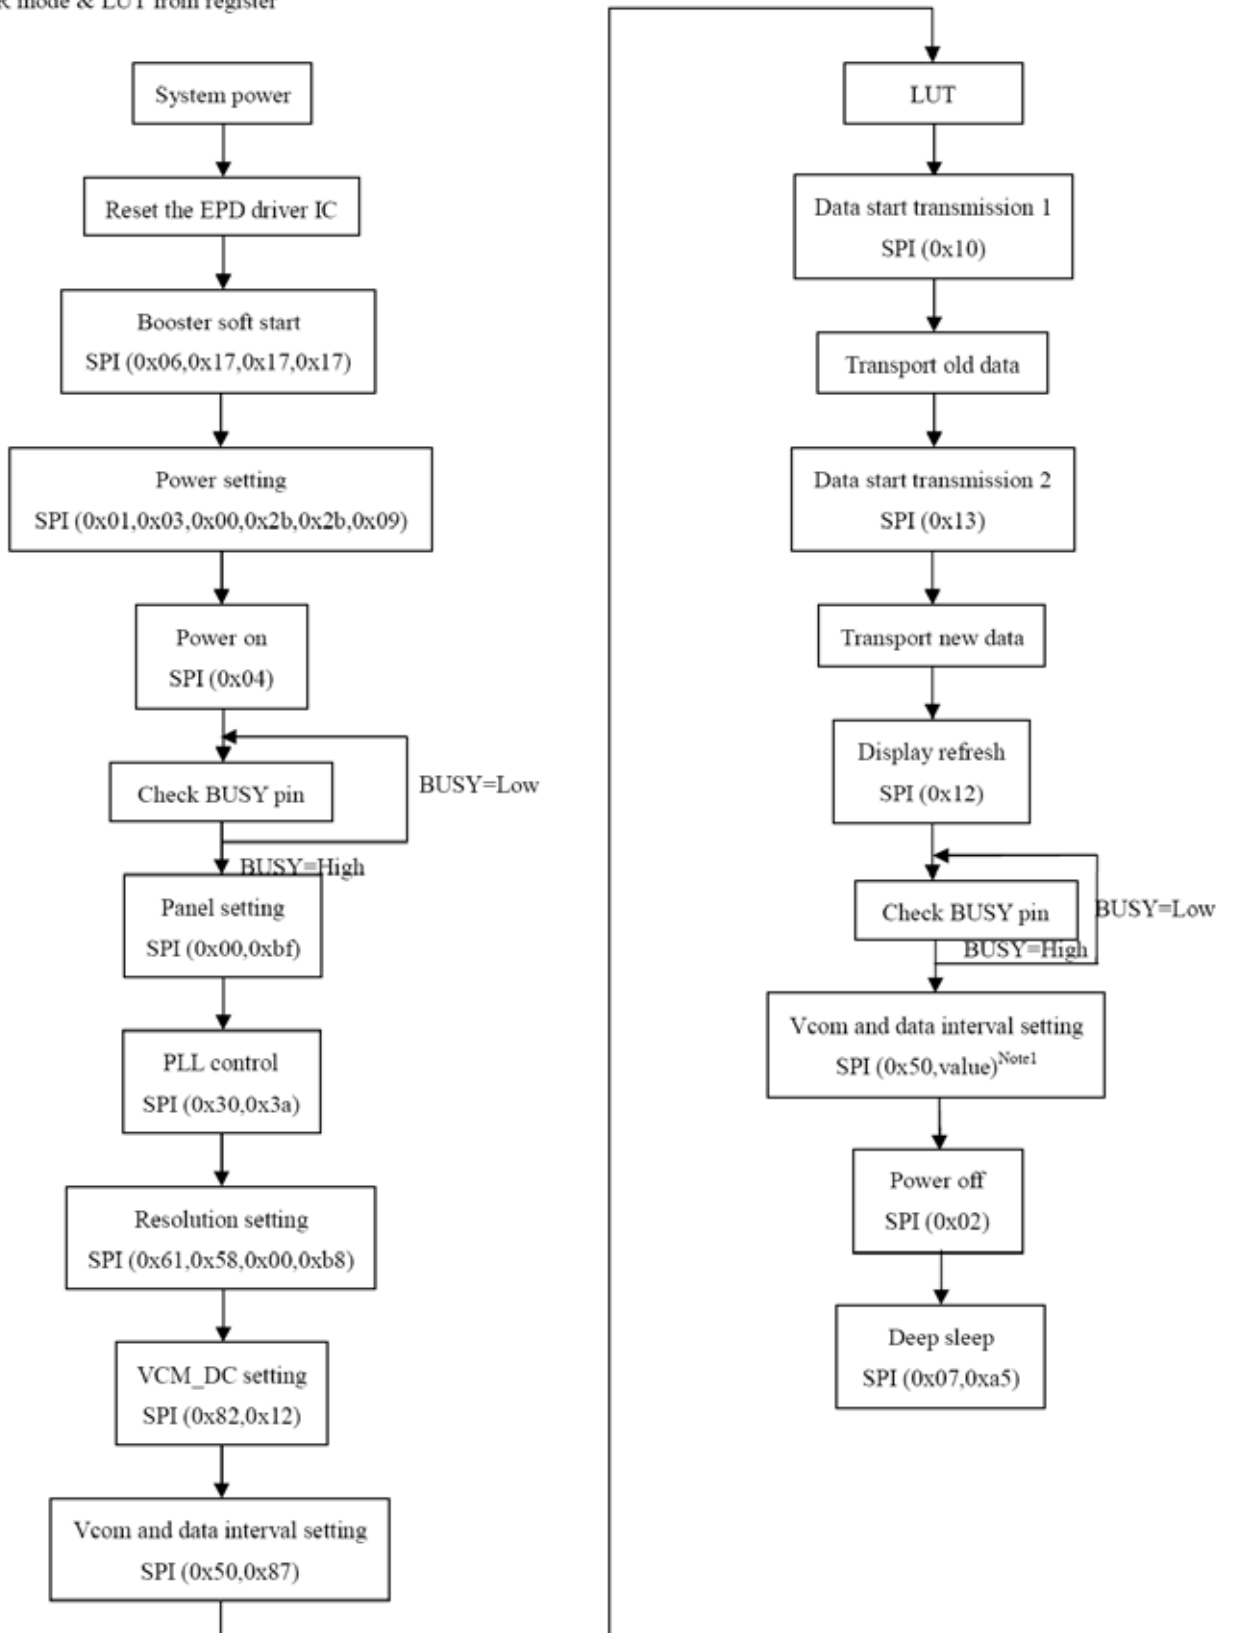 mode & LUT from register
System power
Reset the EPD driver IC
Booster soft start
SPI (0x06,0x17,0x17,0x17)
Power setting
SPI (0x01,0x03,0x00,0x2b,0x2b,0x09)
Power on
SPI (0x04)
Check BUSY pin
BUSY=Low
BUSY=High
Panel setting
SPI (0x00,0xbf)
PLL control
SPI (0x30,0x3a)
Resolution setting
SPI (0x61,0x58,0x00,0xb8)
VCM_DC setting
SPI (0x82,0x12)
Vcom and data interval setting
SPI (0x50,0x87)
LUT
Data start transmission 1
SPI (0x10)
Transport old data
Data start transmission 2
SPI (0x13)
Transport new data
Display refresh
SPI (0x12)
Check BUSY pin
BUSY=Low
BUSY=High
Vcom and data interval setting
SPI (0x50,value)Note1
Power off
SPI (0x02)
Deep sleep
SPI (0x07,0xa5)